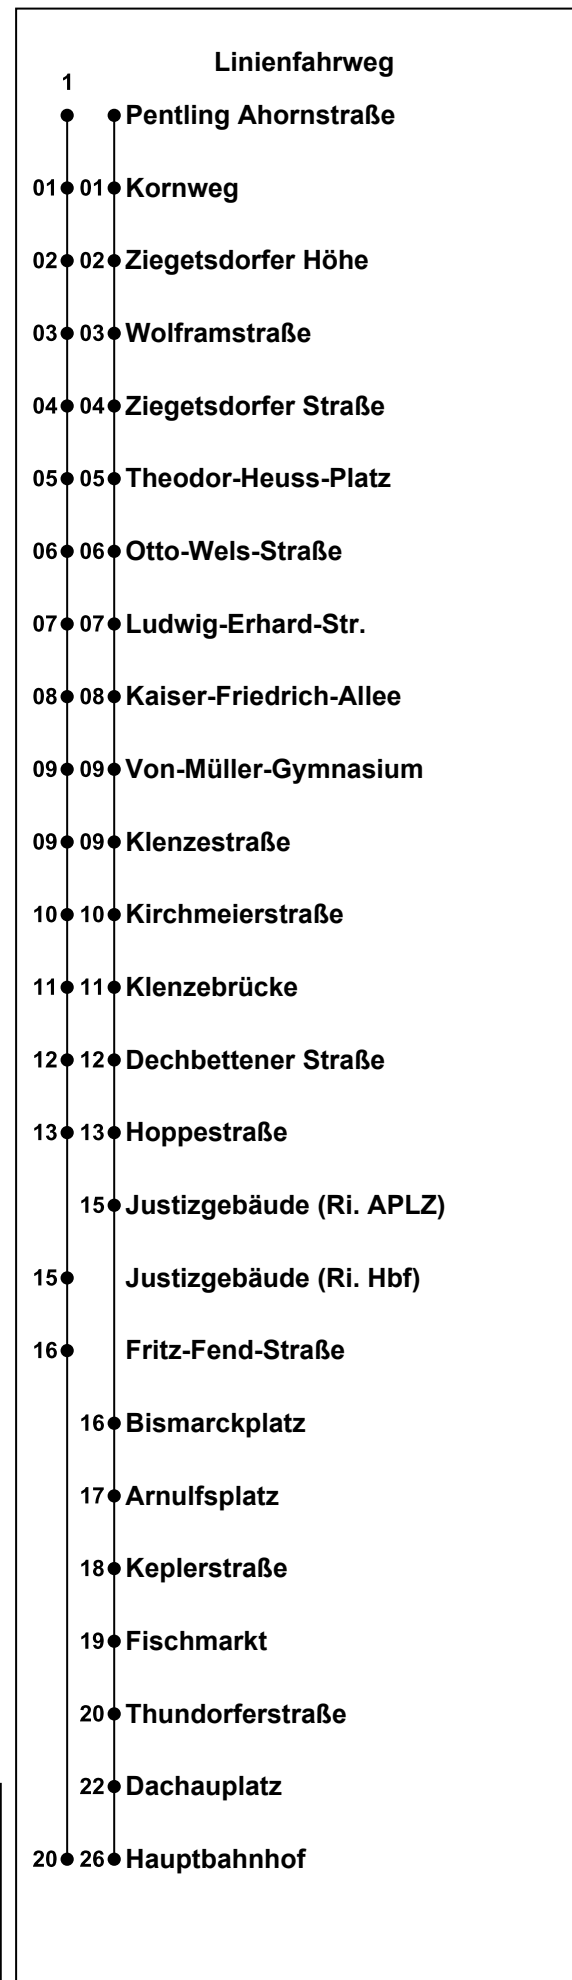 Linienfahrweg
1
Pentling Ahornstraße
01 01 Kornweg
02 02 Ziegetsdorfer Höhe
03 03 Wolframstraße
04 04 Ziegetsdorfer Straße
05 05 Theodor-Heuss-Platz
06 06 Otto-Wels-Straße
07 07 Ludwig-Erhard-Str.
08 08 Kaiser-Friedrich-Allee
09 09 Von-Müller-Gymnasium
09 09 Klenzestraße
10 10 Kirchmeierstraße
11 11 Klenzebrücke
12 12 Dechbettener Straße
13 13 Hoppestraße
15 Justizgebäude (Ri. APLZ)
15 Justizgebäude (Ri. Hbf)
16 Fritz-Fend-Straße
16 Bismarckplatz
17 Arnulfsplatz
18 Keplerstraße
19 Fischmarkt
20 Thundorferstraße
22 Dachauplatz
20 26 Hauptbahnhof